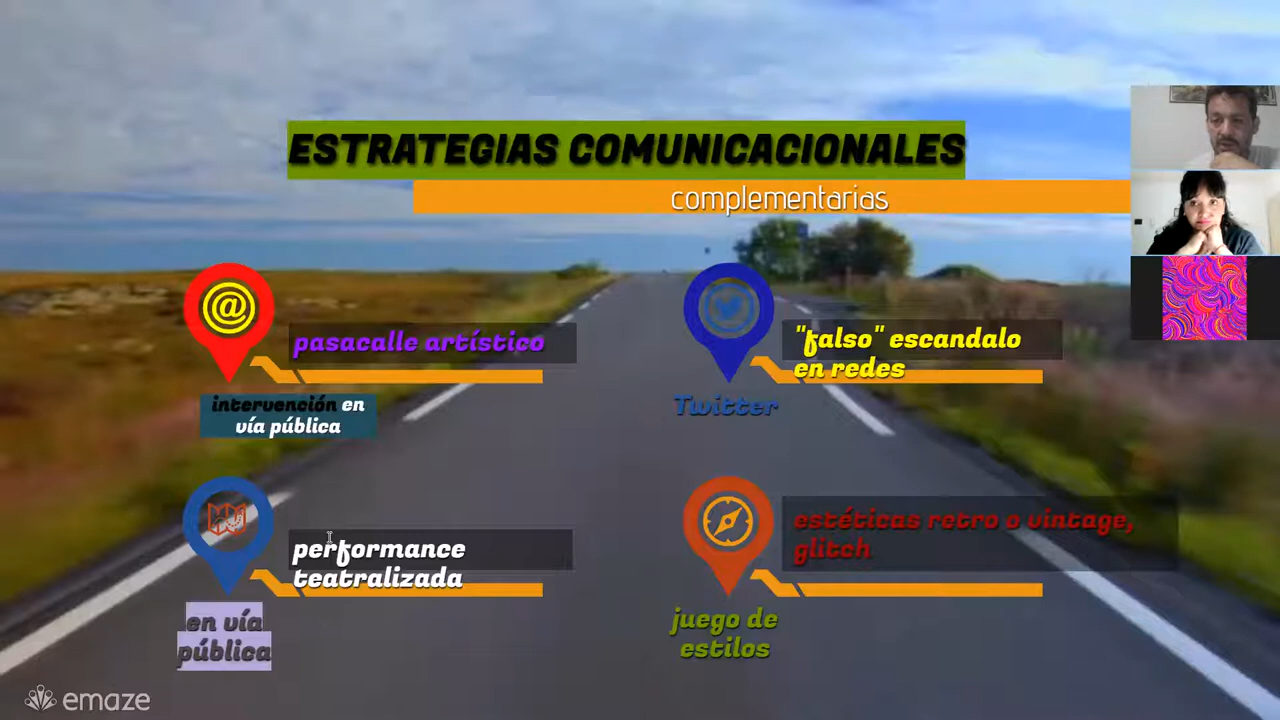 ESTRATEGIAS COMUNICACIONALES
complementarias
@
pasacalle artístico
intervención en
vía pública
"falso" escandalo
en redes
Twitter
performance
teatralizada
en vía
pública
estéticas retro o vintage,
glitch
juego de
estilos
emaze